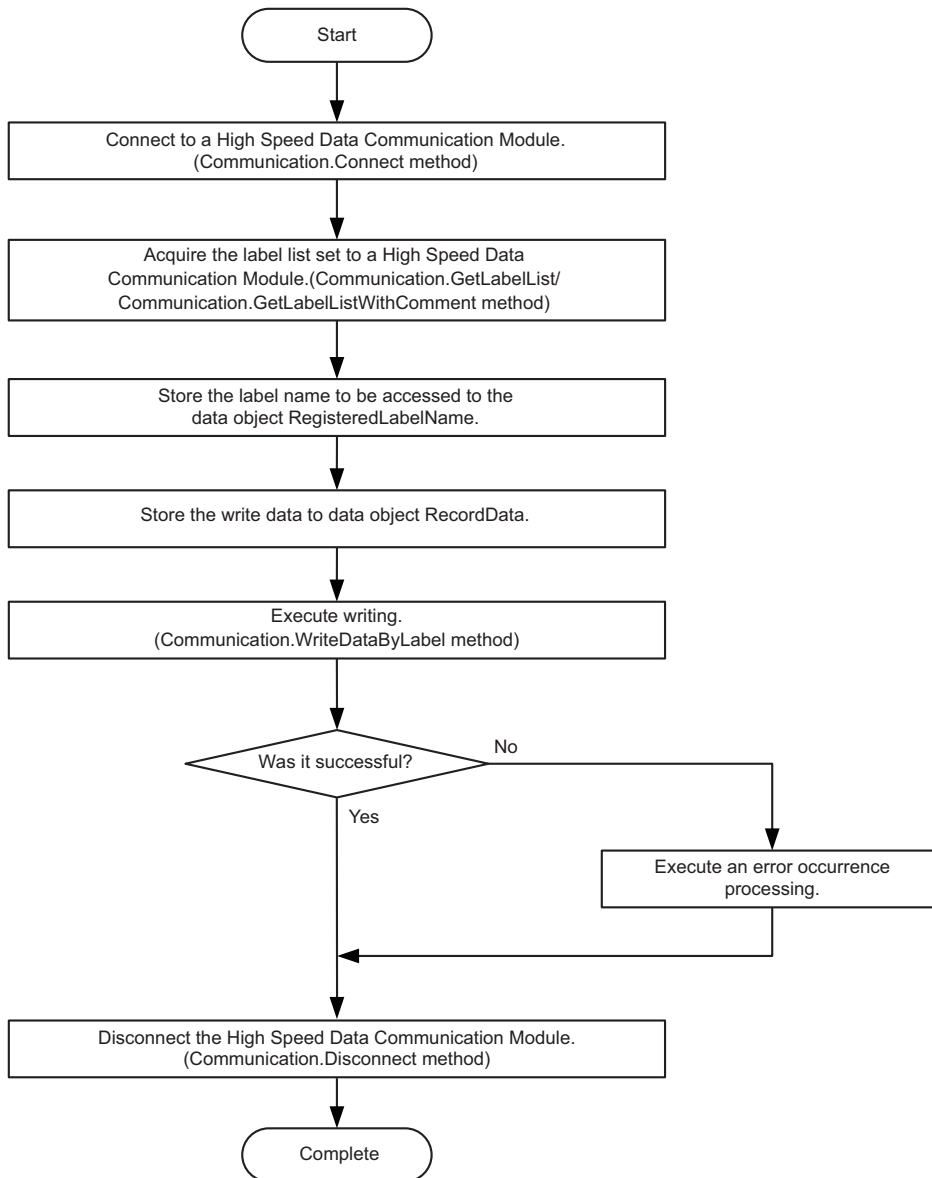 Start
Connect to a High Speed Data Communication Module.
(Communication.Connect method)
Acquire the label list set to a High Speed Data
Communication Module.(Communication.GetLabelList/
Communication.GetLabelListWithComment method)
Store the label name to be accessed to the
data object RegisteredLabelName.
Store the write data to data object RecordData.
Execute writing.
(Communication.WriteDataByLabel method)
Was it successful?
No
Yes
Execute an error occurrence
processing.
Disconnect the High Speed Data Communication Module.
(Communication.Disconnect method)
Complete